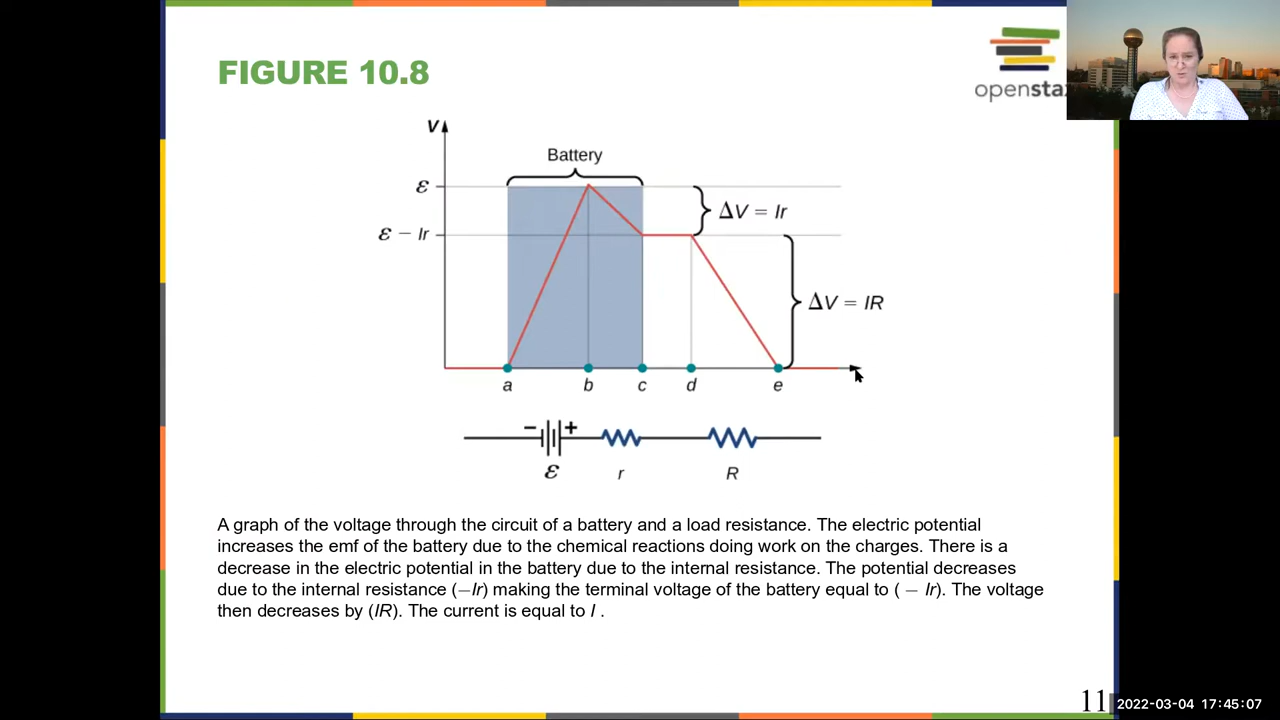 FIGURE 10.8
openstax
V
Battery
ε
ΔV = Ir
ε − Ir
ΔV = IR
a b c d e
− +
ε r R
A graph of the voltage through the circuit of a battery and a load resistance. The electric potential
increases the emf of the battery due to the chemical reactions doing work on the charges. There is a
decrease in the electric potential in the battery due to the internal resistance. The potential decreases
due to the internal resistance (−Ir) making the terminal voltage of the battery equal to ( − Ir). The voltage
then decreases by (IR). The current is equal to I .
11
2022-03-04 17:45:07